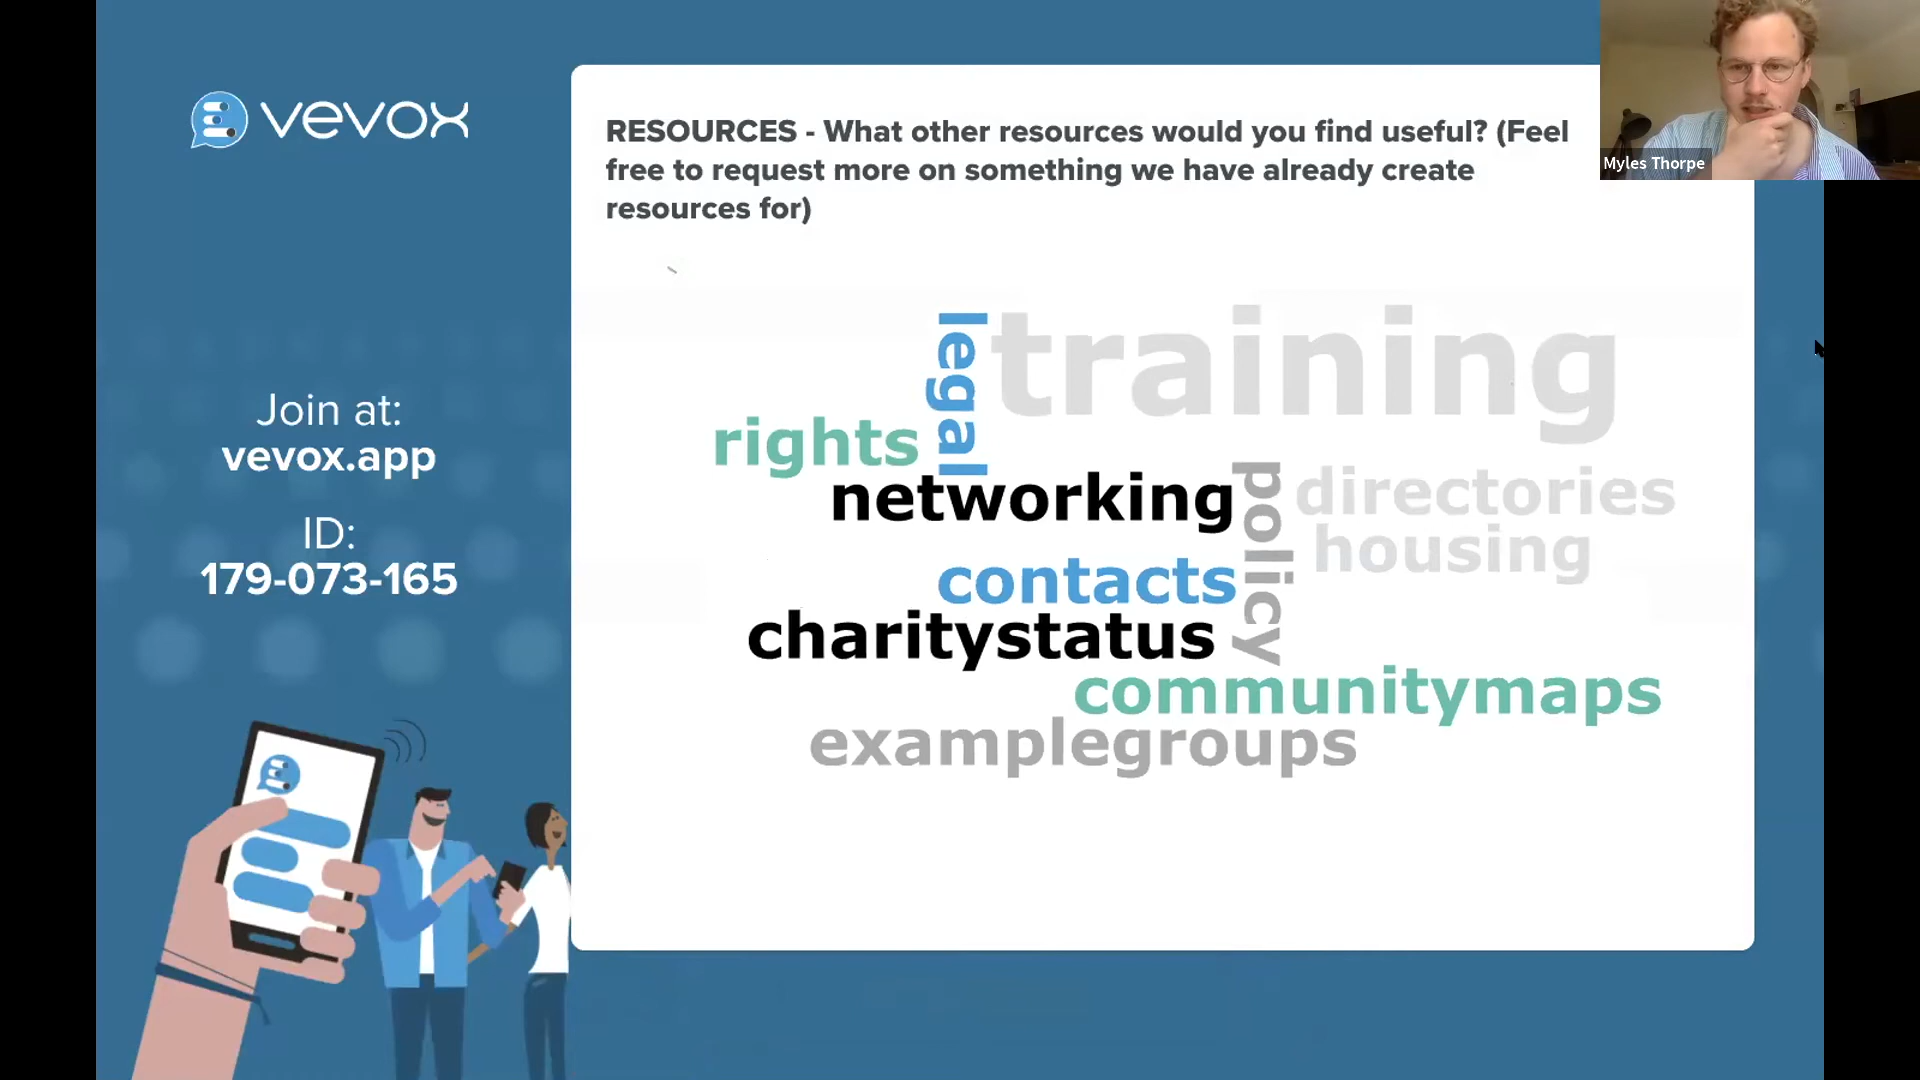 vevox
RESOURCES - What other resources would you find useful? (Feel
free to request more on something we have already create
resources for)
Myles Thorpe
Join at:
vevox.app
ID:
179-073-165
legal
training
rights
networking
policy
directories
housing
contacts
charitystatus
communitymaps
examplegroups